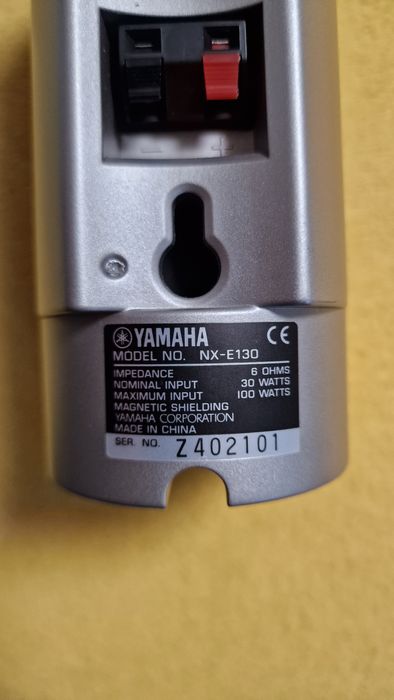 - +
YAMAHA CE
MODEL NO. NX-E130
IMPEDANCE 6 OHMS
NOMINAL INPUT 30 WATTS
MAXIMUM INPUT 100 WATTS
MAGNETIC SHIELDING
YAMAHA CORPORATION
MADE IN CHINA
SER. NO. Z402101